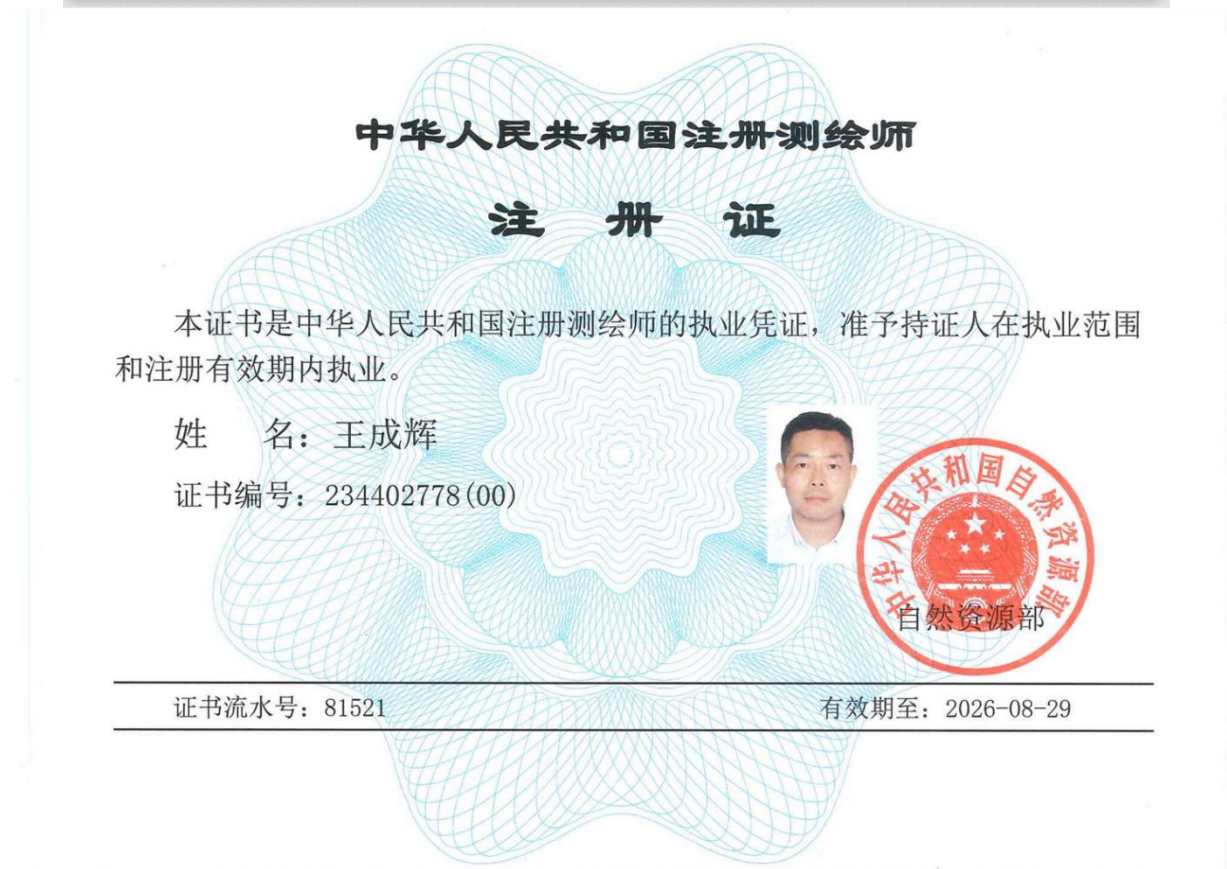 中华人民共和国注册测绘师
注 册 证
本证书是中华人民共和国注册测绘师的执业凭证，准予持证人在执业范围
和注册有效期内执业。
姓 名：王成辉
证书编号：234402778(00)
中华人民共和国自然资源部
自然资源部
证书流水号：81521
有效期至：2026-08-29